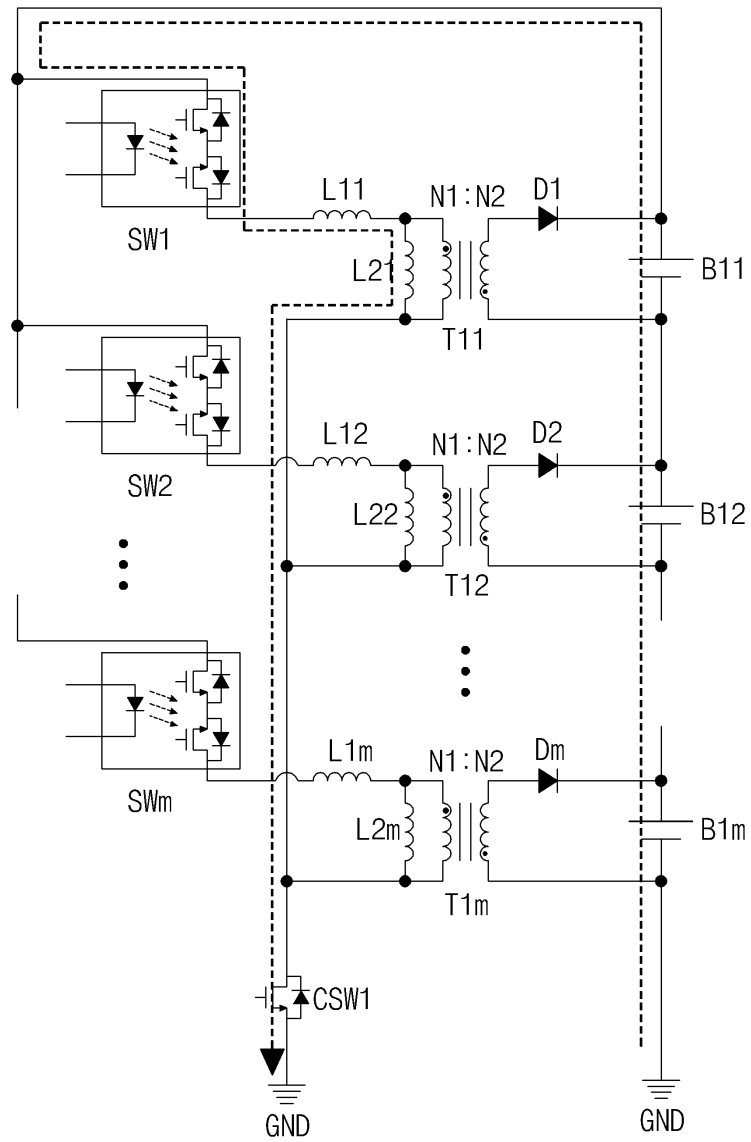 L11
N1:N2
D1
SW1
L21
B11
T11
L12
N1:N2
D2
SW2
L22
B12
T12
L1m
N1:N2
Dm
SWm
L2m
B1m
T1m
CSW1
GND
GND